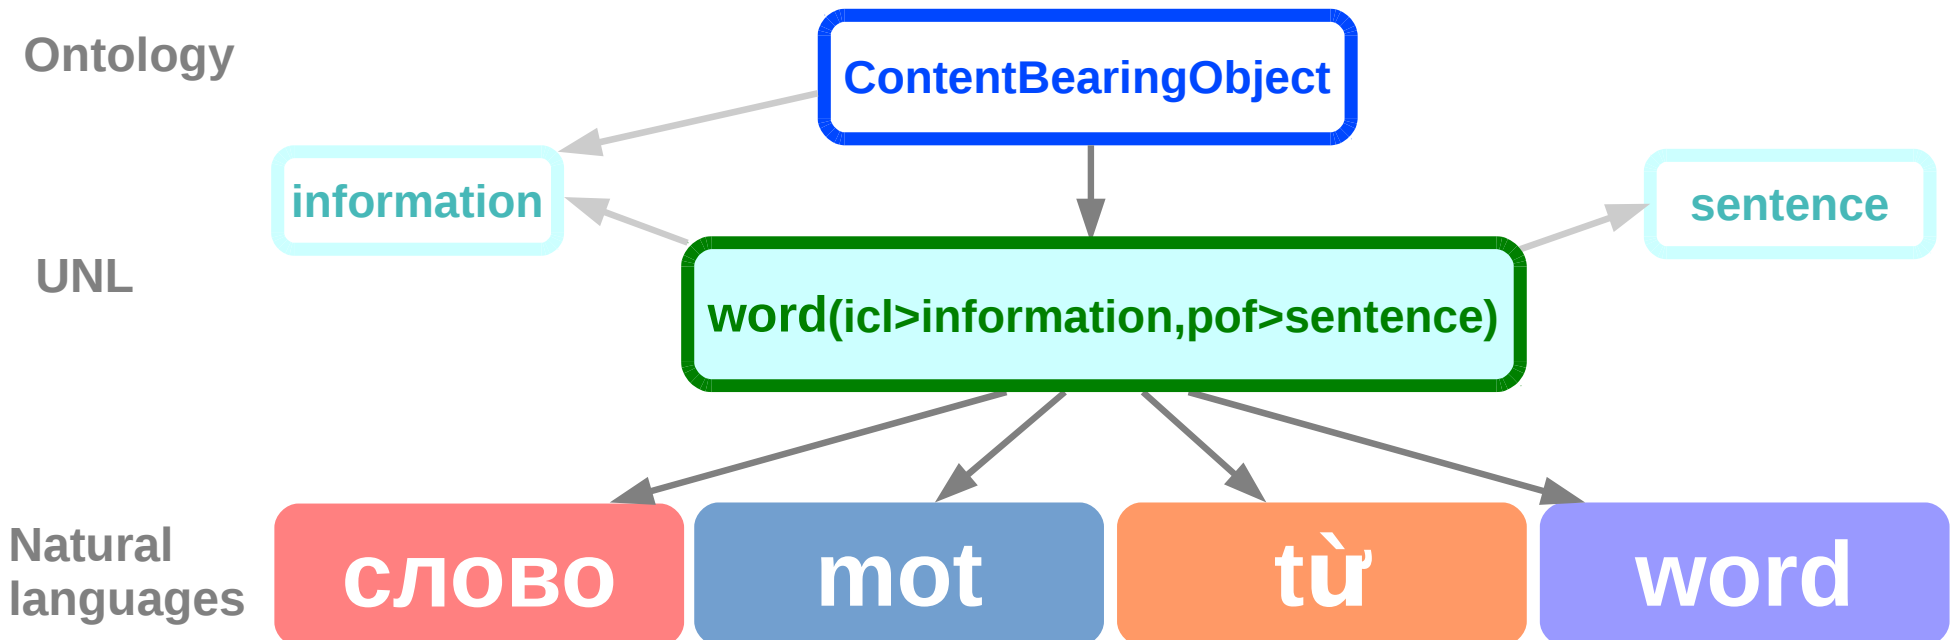 Ontology
ContentBearingObject
information
sentence
UNL
word(icl>information,pof>sentence)
Natural
languages
слово
mot
từ
word